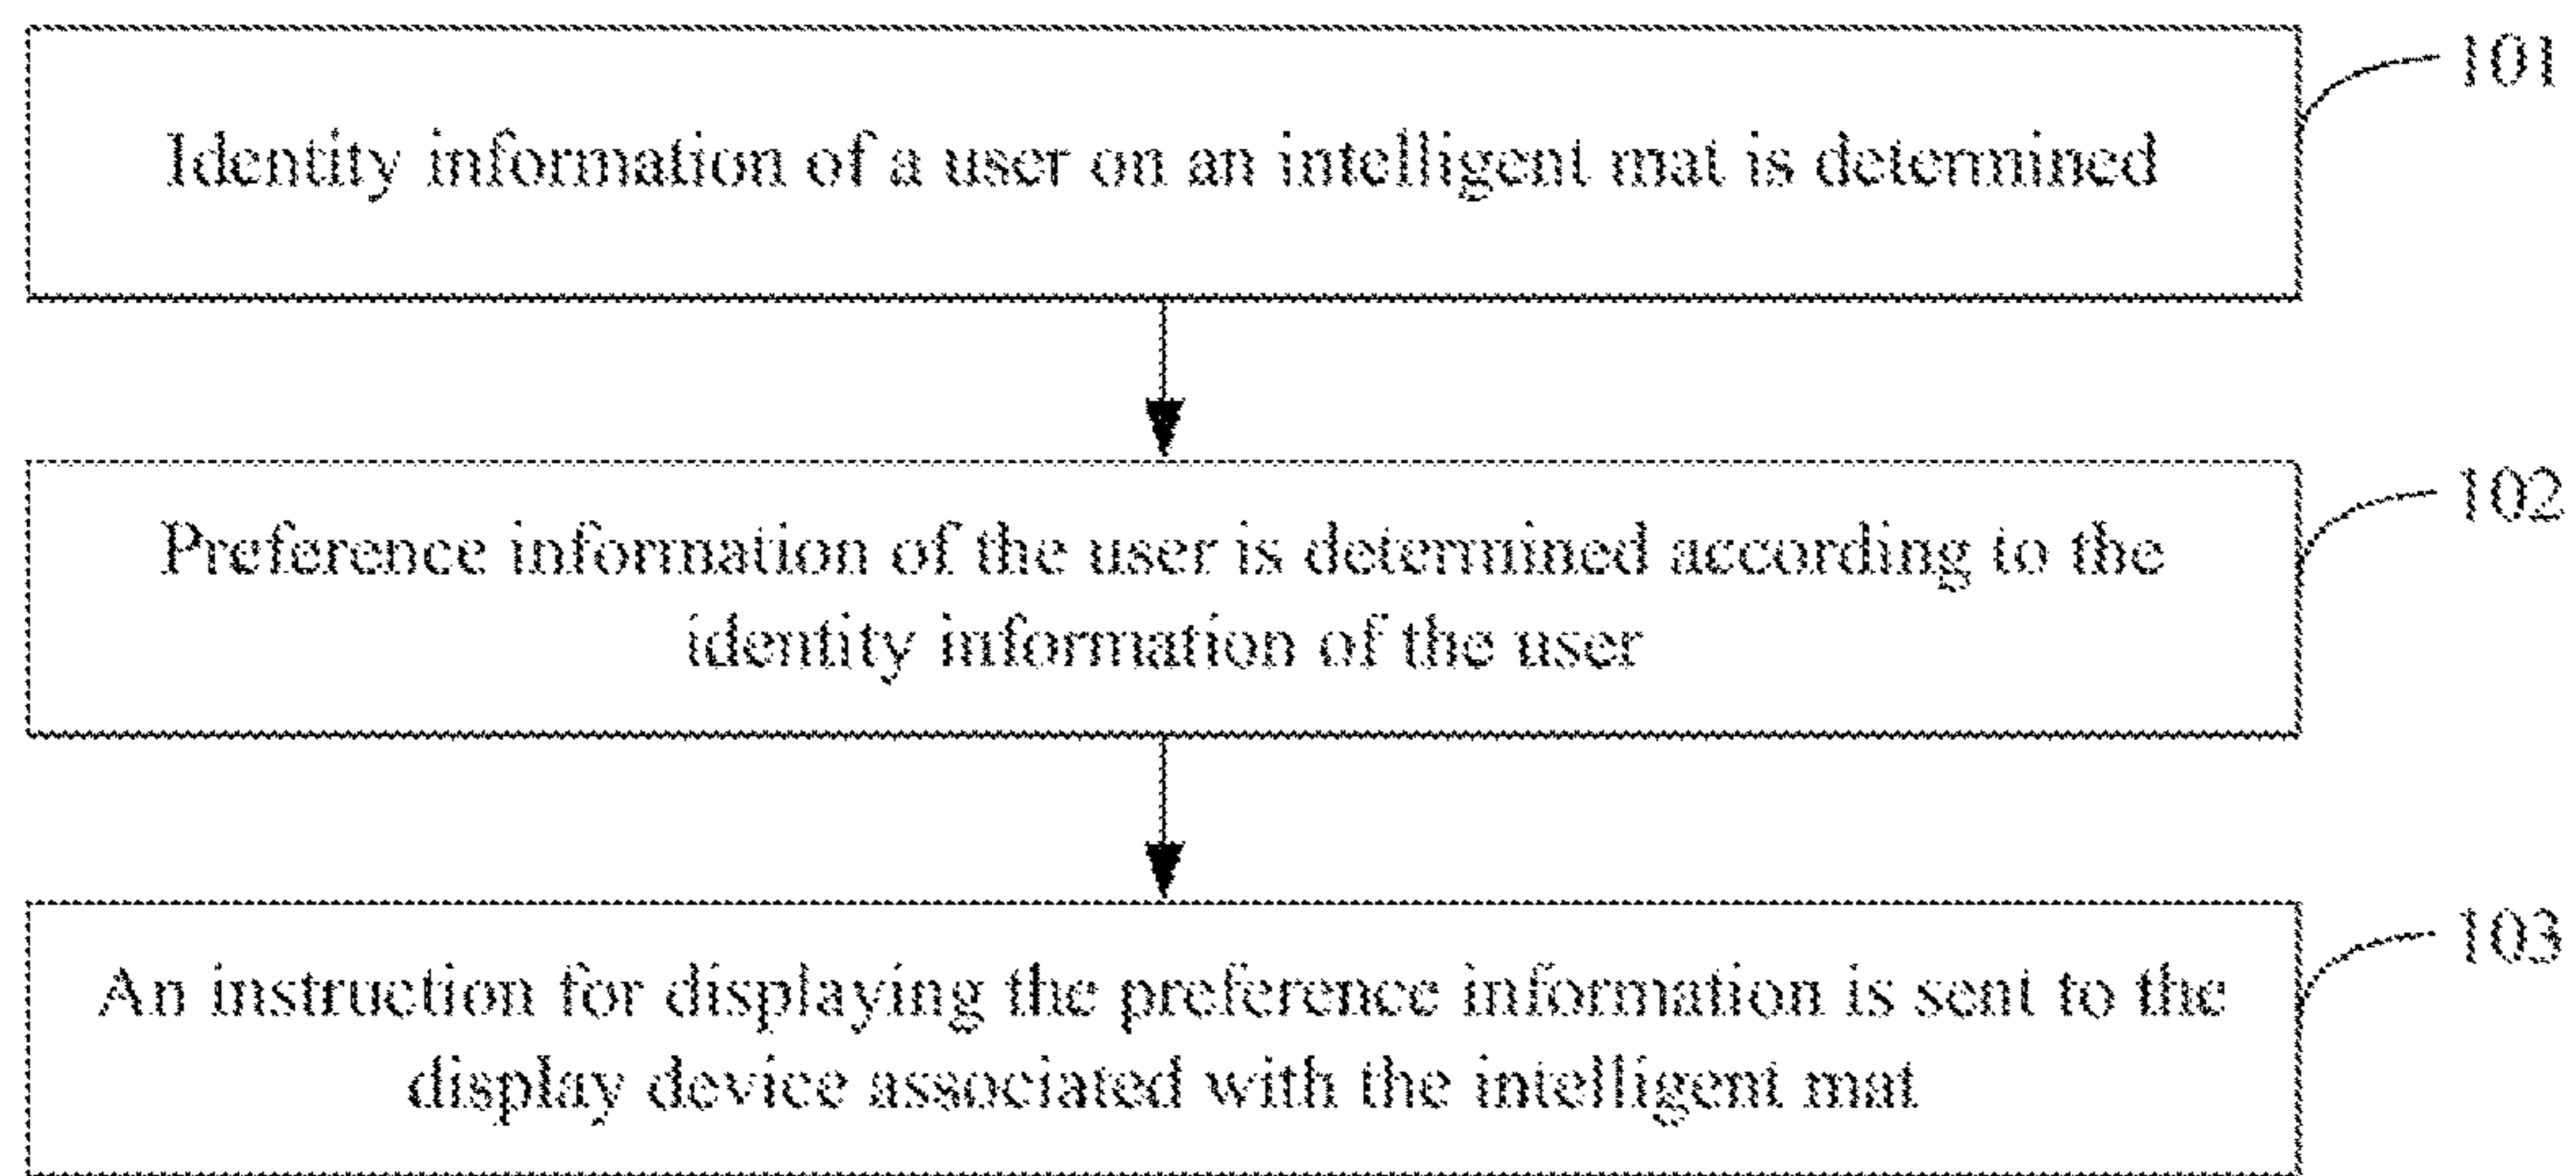 101
Identity information of a user on an intelligent mat is determined
102
Preference information of the user is determined according to the
identity information of the user
103
An instruction for displaying the preference information is sent to the
display device associated with the intelligent mat